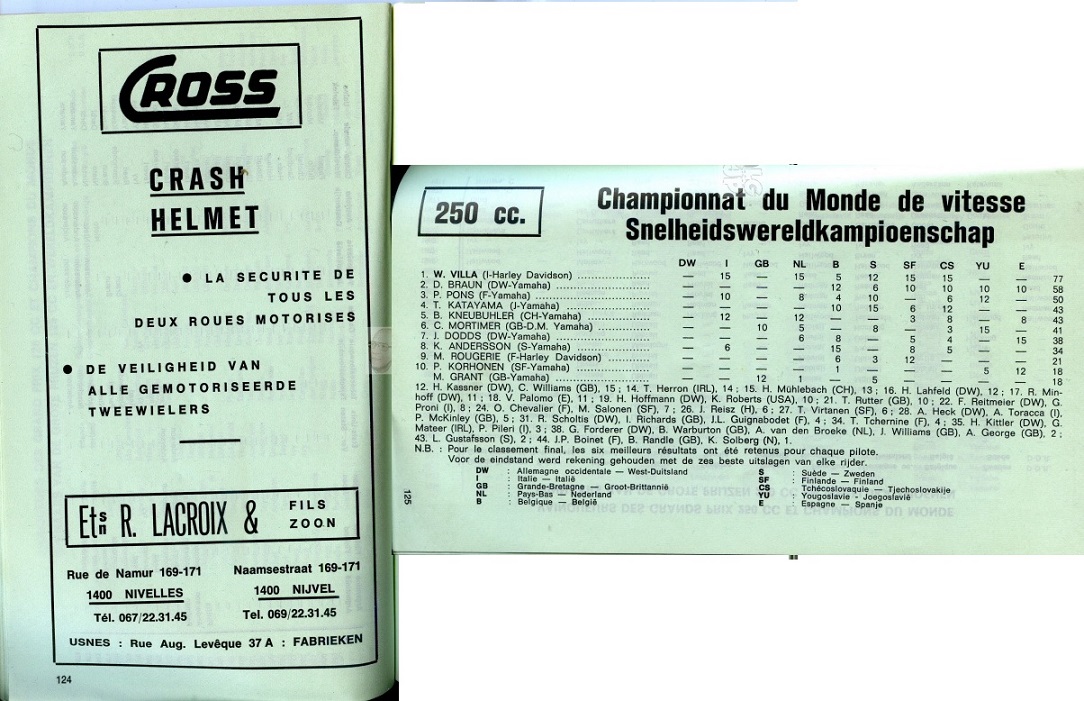 CROSS
CRASH
HELMET
● LA SECURITE DE
TOUS LES
DEUX ROUES MOTORISES
● DE VEILIGHEID VAN
ALLE GEMOTORISEERDE
TWEEWIELERS
Etsn R. LACROIX & FILS ZOON
Rue de Namur 169-171 Naamsestraat 169-171
1400 NIVELLES 1400 NIJVEL
Tél. 067/22.31.45 Tel. 069/22.31.45
USNES : Rue Aug. Levêque 37 A : FABRIEKEN
124
250 cc.
Championnat du Monde de vitesse
Snelheidswereldkampioenschap
DW I GB NL B S SF CS YU E
1. W. VILLA (I-Harley Davidson) — 15 — 15 5 12 15 15 — — 77
2. D. BRAUN (DW-Yamaha) — — — — 12 6 10 10 10 10 58
3. P. PONS (F-Yamaha) — 10 — 8 4 10 — 6 12 — 50
4. T. KATAYAMA (J-Yamaha) — — — — 10 15 6 12 — — 43
5. B. KNEUBUHLER (CH-Yamaha) — 12 — 12 — — 3 8 — 8 43
6. C. MORTIMER (GB-D.M. Yamaha) — — 10 5 — 8 — 3 15 — 41
7. J. DODDS (DW-Yamaha) — — — 6 8 — 5 4 — 15 38
8. K. ANDERSSON (S-Yamaha) — 6 — — 15 — 8 5 — — 34
9. M. ROUGERIE (F-Harley Davidson) — — — — 6 3 12 — — — 21
10. P. KORHONEN (SF-Yamaha) — — — — 1 — — — 5 12 18
M. GRANT (GB-Yamaha) — — 12 1 — 5 — — — — 18
12. H. Kassner (DW), C. Williams (GB), 15 ; 14. T. Herron (IRL), 14 ; 15. H. Mühlebach (CH), 13 ; 16. H. Lahfeld (DW), 12 ; 17. R. Min-
hoff (DW), 11 ; 18. V. Palomo (E), 11 ; 19. H. Hoffmann (DW), K. Roberts (USA), 10 ; 21. T. Rutter (GB), 10 ; 22. F. Reitmeier (DW), G.
Proni (I), 8 ; 24. O. Chevalier (F), M. Salonen (SF), 7 ; 26. J. Reisz (H), 6 ; 27. T. Virtanen (SF), 6 ; 28. A. Heck (DW), A. Toracca (I),
P. McKinley (GB), 5 ; 31. R. Scholtis (DW), I. Richards (GB), J.L. Guignabodet (F), 4 ; 34. T. Tchernine (F), 4 ; 35. H. Kittler (DW), G.
Mateer (IRL), P. Pileri (I), 3 ; 38. G. Forderer (DW), B. Warburton (GB), A. van den Broeke (NL), J. Williams (GB), A. George (GB), 2 ;
43. L. Gustafsson (S), 2 ; 44. J.P. Boinet (F), B. Randle (GB), K. Solberg (N), 1.
N.B. : Pour le classement final, les six meilleurs résultats ont été retenus pour chaque pilote.
Voor de eindstand werd rekening gehouden met de zes beste uitslagen van elke rijder.
DW : Allemagne occidentale — West-Duitsland
I : Italie — Italië
GB : Grande-Bretagne — Groot-Brittannië
NL : Pays-Bas — Nederland
B : Belgique — België
S : Suède — Zweden
SF : Finlande — Finland
CS : Tchécoslovaquie — Tjechoslovakije
YU : Yougoslavie - Joegoslavië
E : Espagne — Spanje
125